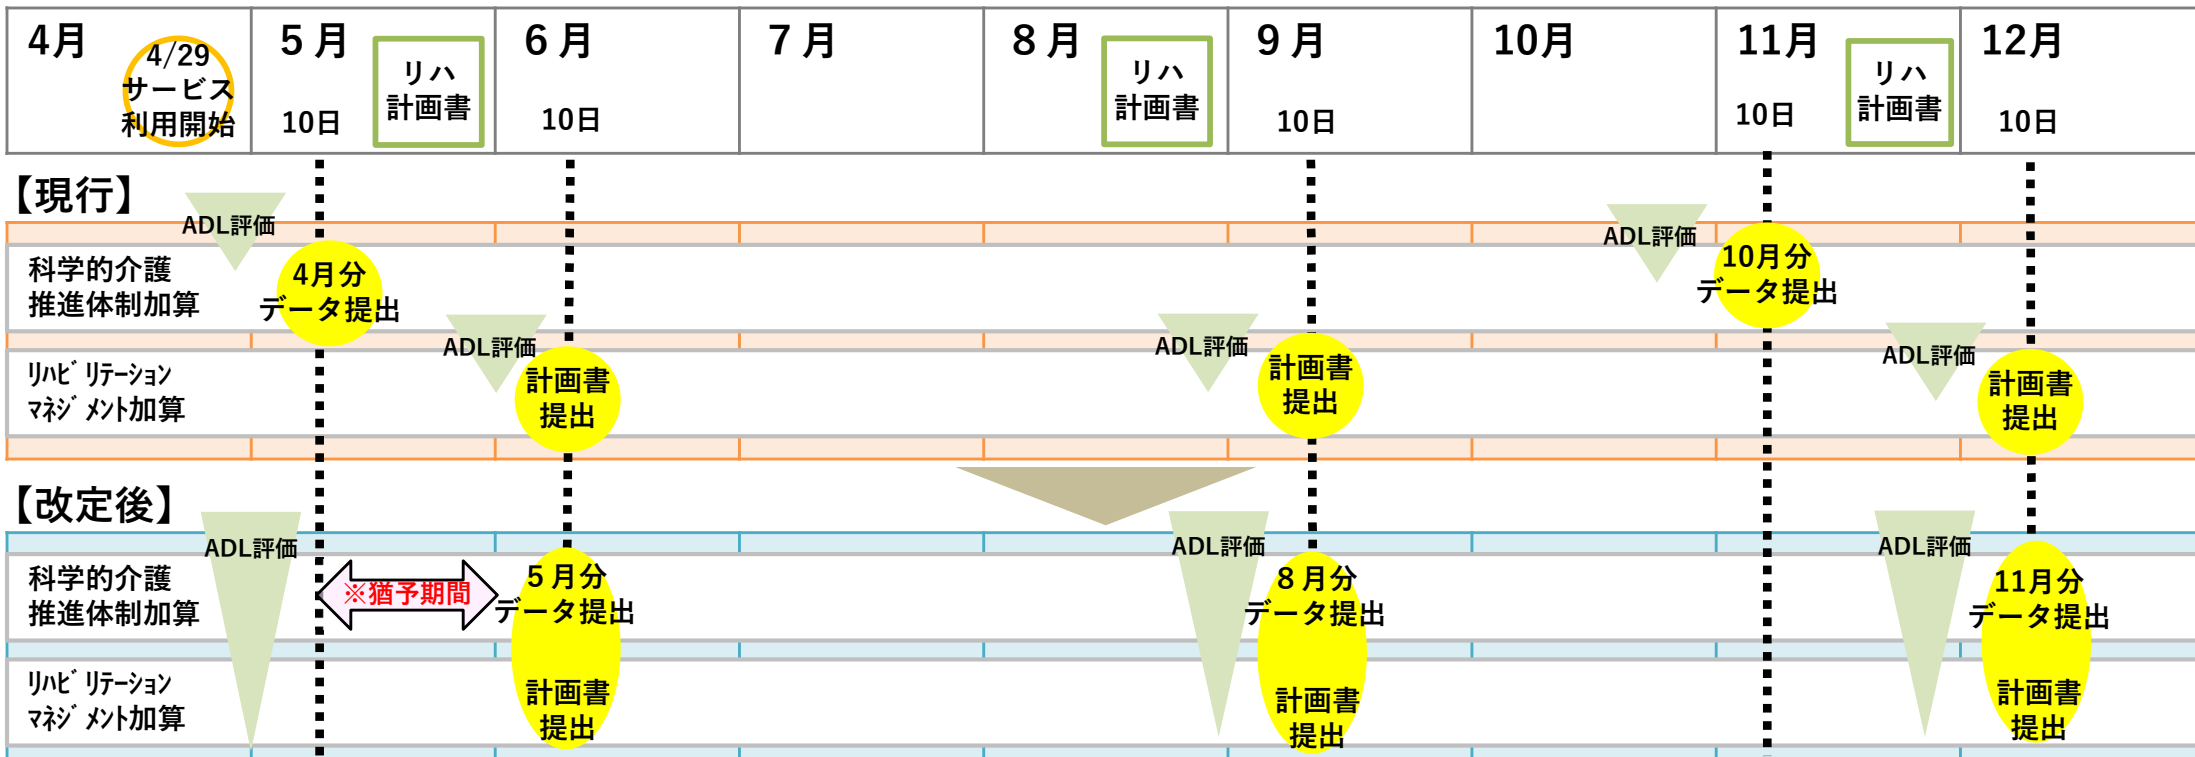 4月
4/29
サービス
利用開始
5月
10日
リハ
計画書
6月
10日
7月
8月
リハ
計画書
9月
10日
10月
11月
10日
リハ
計画書
12月
10日
【現行】
ADL評価
ADL評価
科学的介護
推進体制加算
4月分
データ提出
10月分
データ提出
ADL評価
ADL評価
ADL評価
リハビリテーション
マネジメント加算
計画書
提出
計画書
提出
計画書
提出
【改定後】
ADL評価
ADL評価
ADL評価
科学的介護
推進体制加算
※猶予期間
5月分
データ提出
8月分
データ提出
11月分
データ提出
リハビリテーション
マネジメント加算
計画書
提出
計画書
提出
計画書
提出